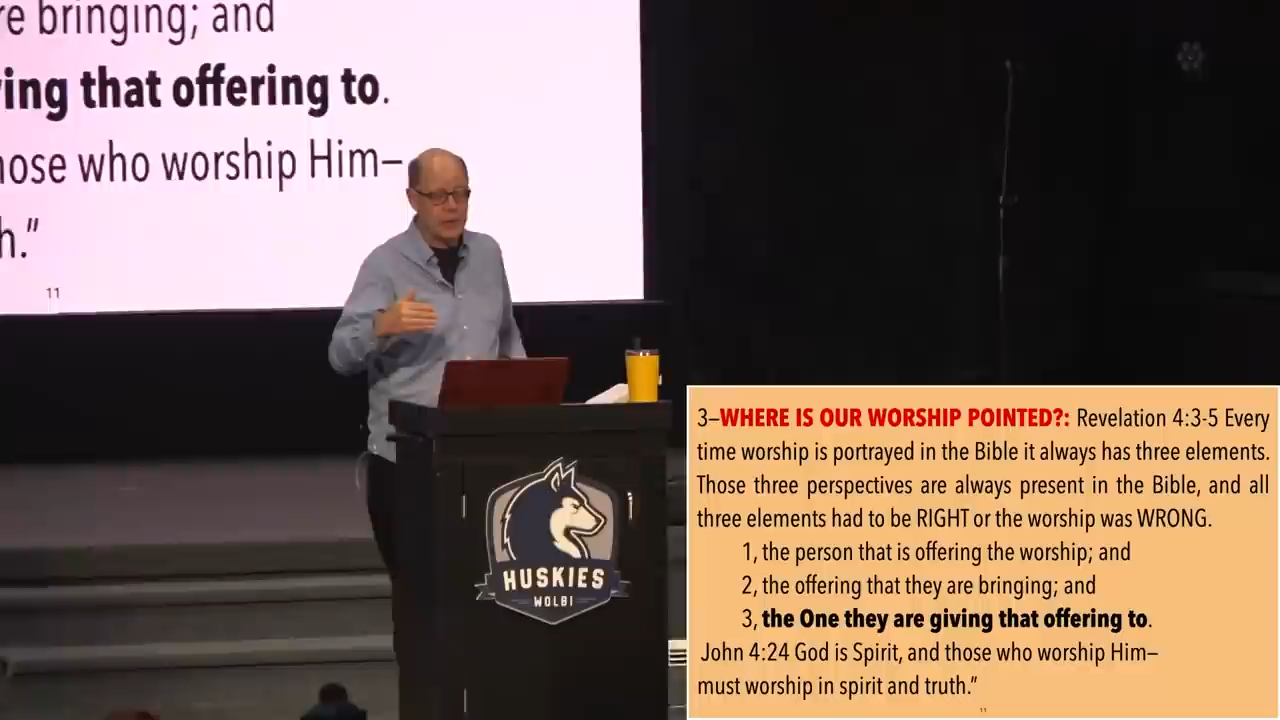 re bringing; and
ing that offering to.
hose who worship Him—
h.”
11
HUSKIES
WOLBI
3—WHERE IS OUR WORSHIP POINTED?: Revelation 4:3-5 Every
time worship is portrayed in the Bible it always has three elements.
Those three perspectives are always present in the Bible, and all
three elements had to be RIGHT or the worship was WRONG.
1, the person that is offering the worship; and
2, the offering that they are bringing; and
3, the One they are giving that offering to.
John 4:24 God is Spirit, and those who worship Him—
must worship in spirit and truth.”
11